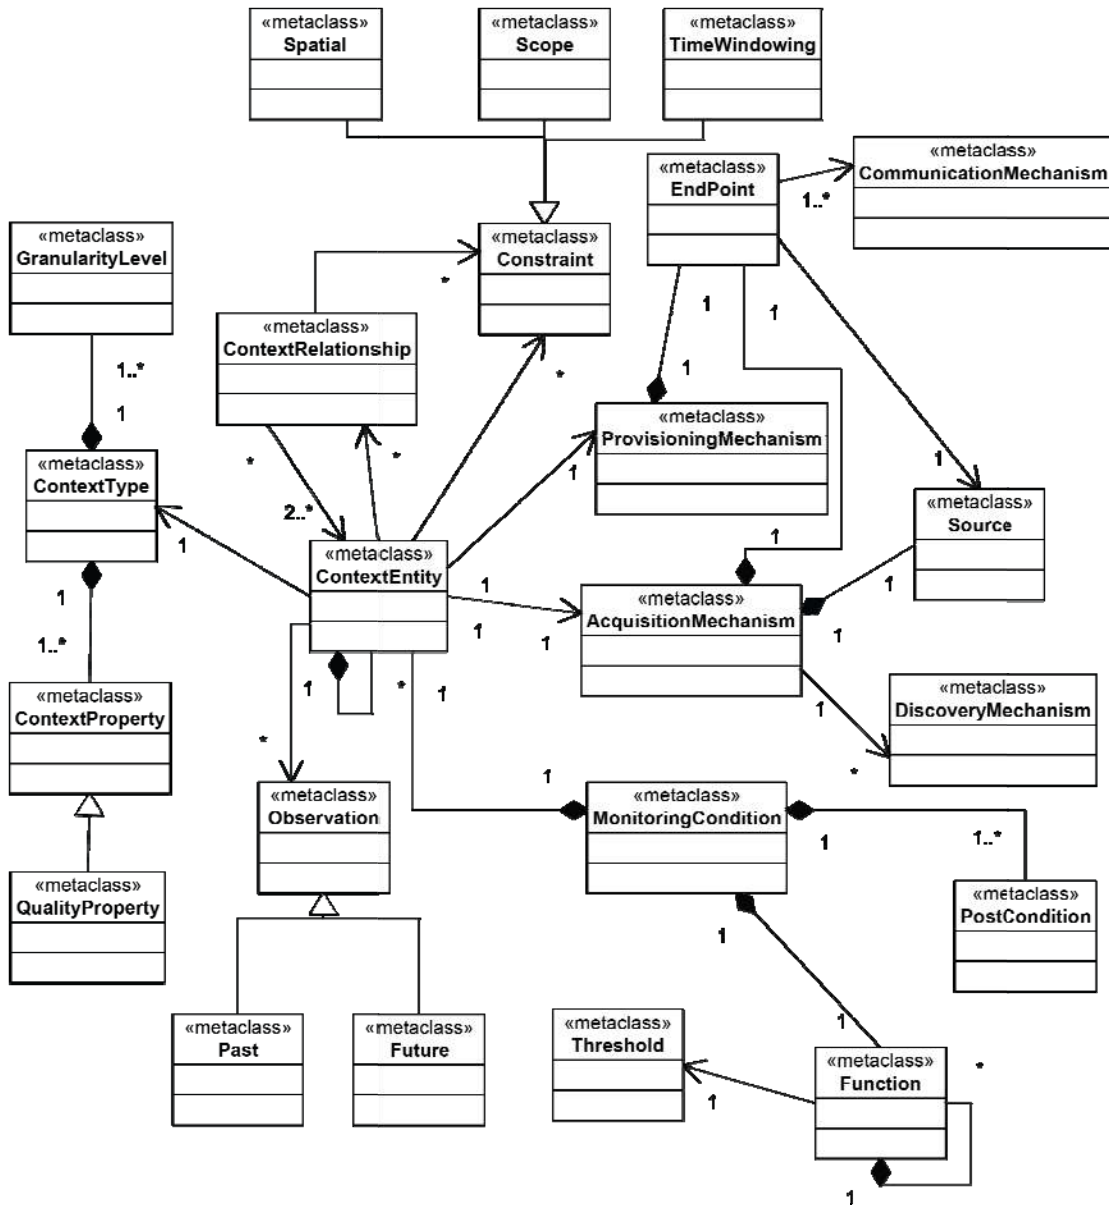 «metaclass»
Spatial
«metaclass»
Scope
«metaclass»
TimeWindowing
«metaclass»
EndPoint
«metaclass»
CommunicationMechanism
1..*
«metaclass»
GranularityLevel
«metaclass»
Constraint
*
«metaclass»
ContextRelationship
1
1
1..*
1
*
1
«metaclass»
ProvisioningMechanism
1
«metaclass»
ContextType
*
*
1
1
2..*
«metaclass»
Source
1
1
«metaclass»
ContextEntity
1
1
«metaclass»
AcquisitionMechanism
1
1
1
1
1..*
1
*
1
«metaclass»
ContextProperty
«metaclass»
DiscoveryMechanism
1
*
*
1
«metaclass»
Observation
«metaclass»
MonitoringCondition
1
1..*
«metaclass»
QualityProperty
«metaclass»
PostCondition
1
«metaclass»
Past
«metaclass»
Future
«metaclass»
Threshold
1
«metaclass»
Function
*
1
1